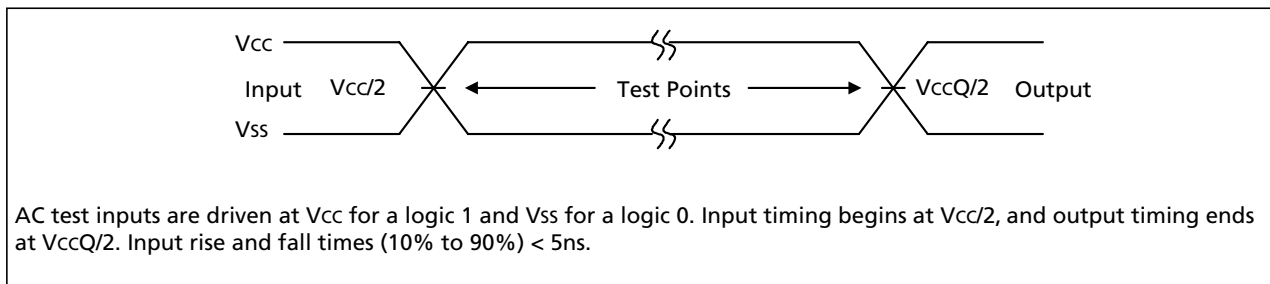 Vcc
Input Vcc/2 Test Points VccQ/2 Output
Vss
AC test inputs are driven at Vcc for a logic 1 and Vss for a logic 0. Input timing begins at Vcc/2, and output timing ends
at VccQ/2. Input rise and fall times (10% to 90%) < 5ns.